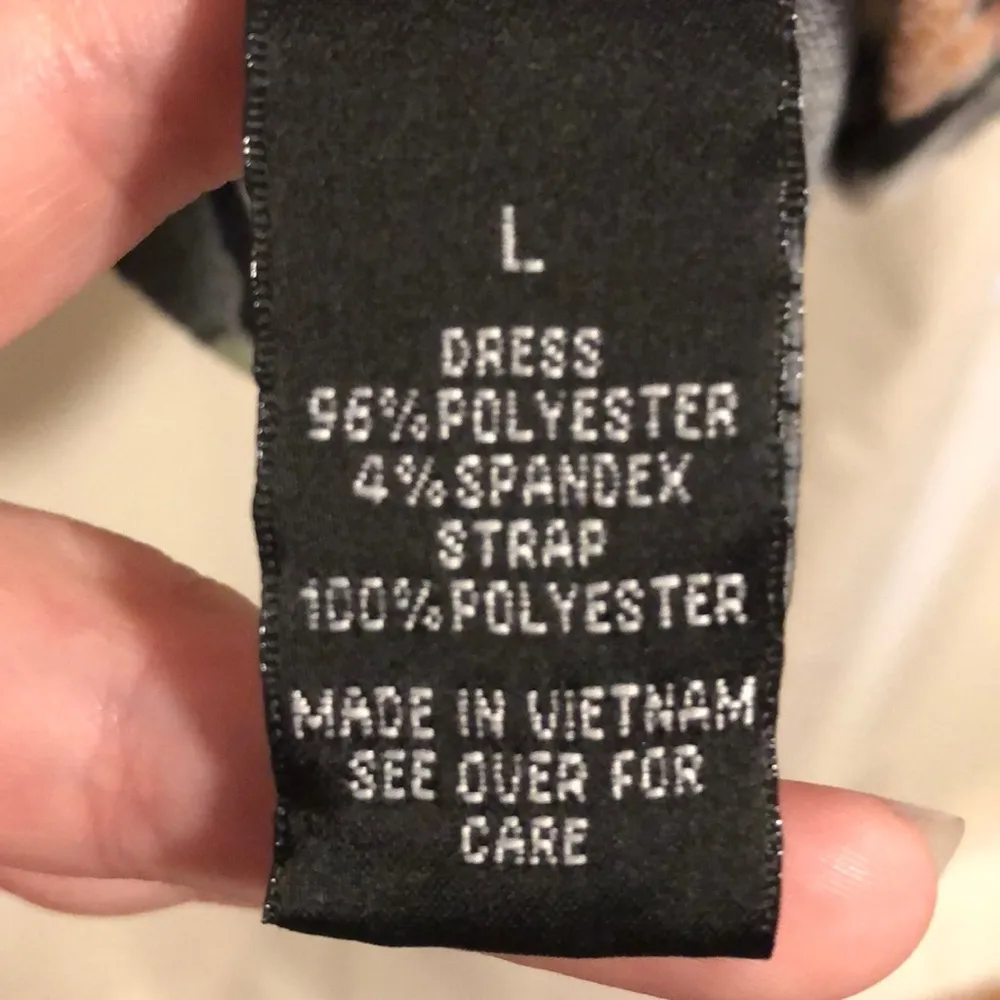 L
DRESS
96%POLYESTER
4%SPANDEX
STRAP
100%POLYESTER
MADE IN VIETNAM
SEE OVER FOR
CARE